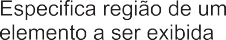 Especifica região de um
elemento a ser exibida